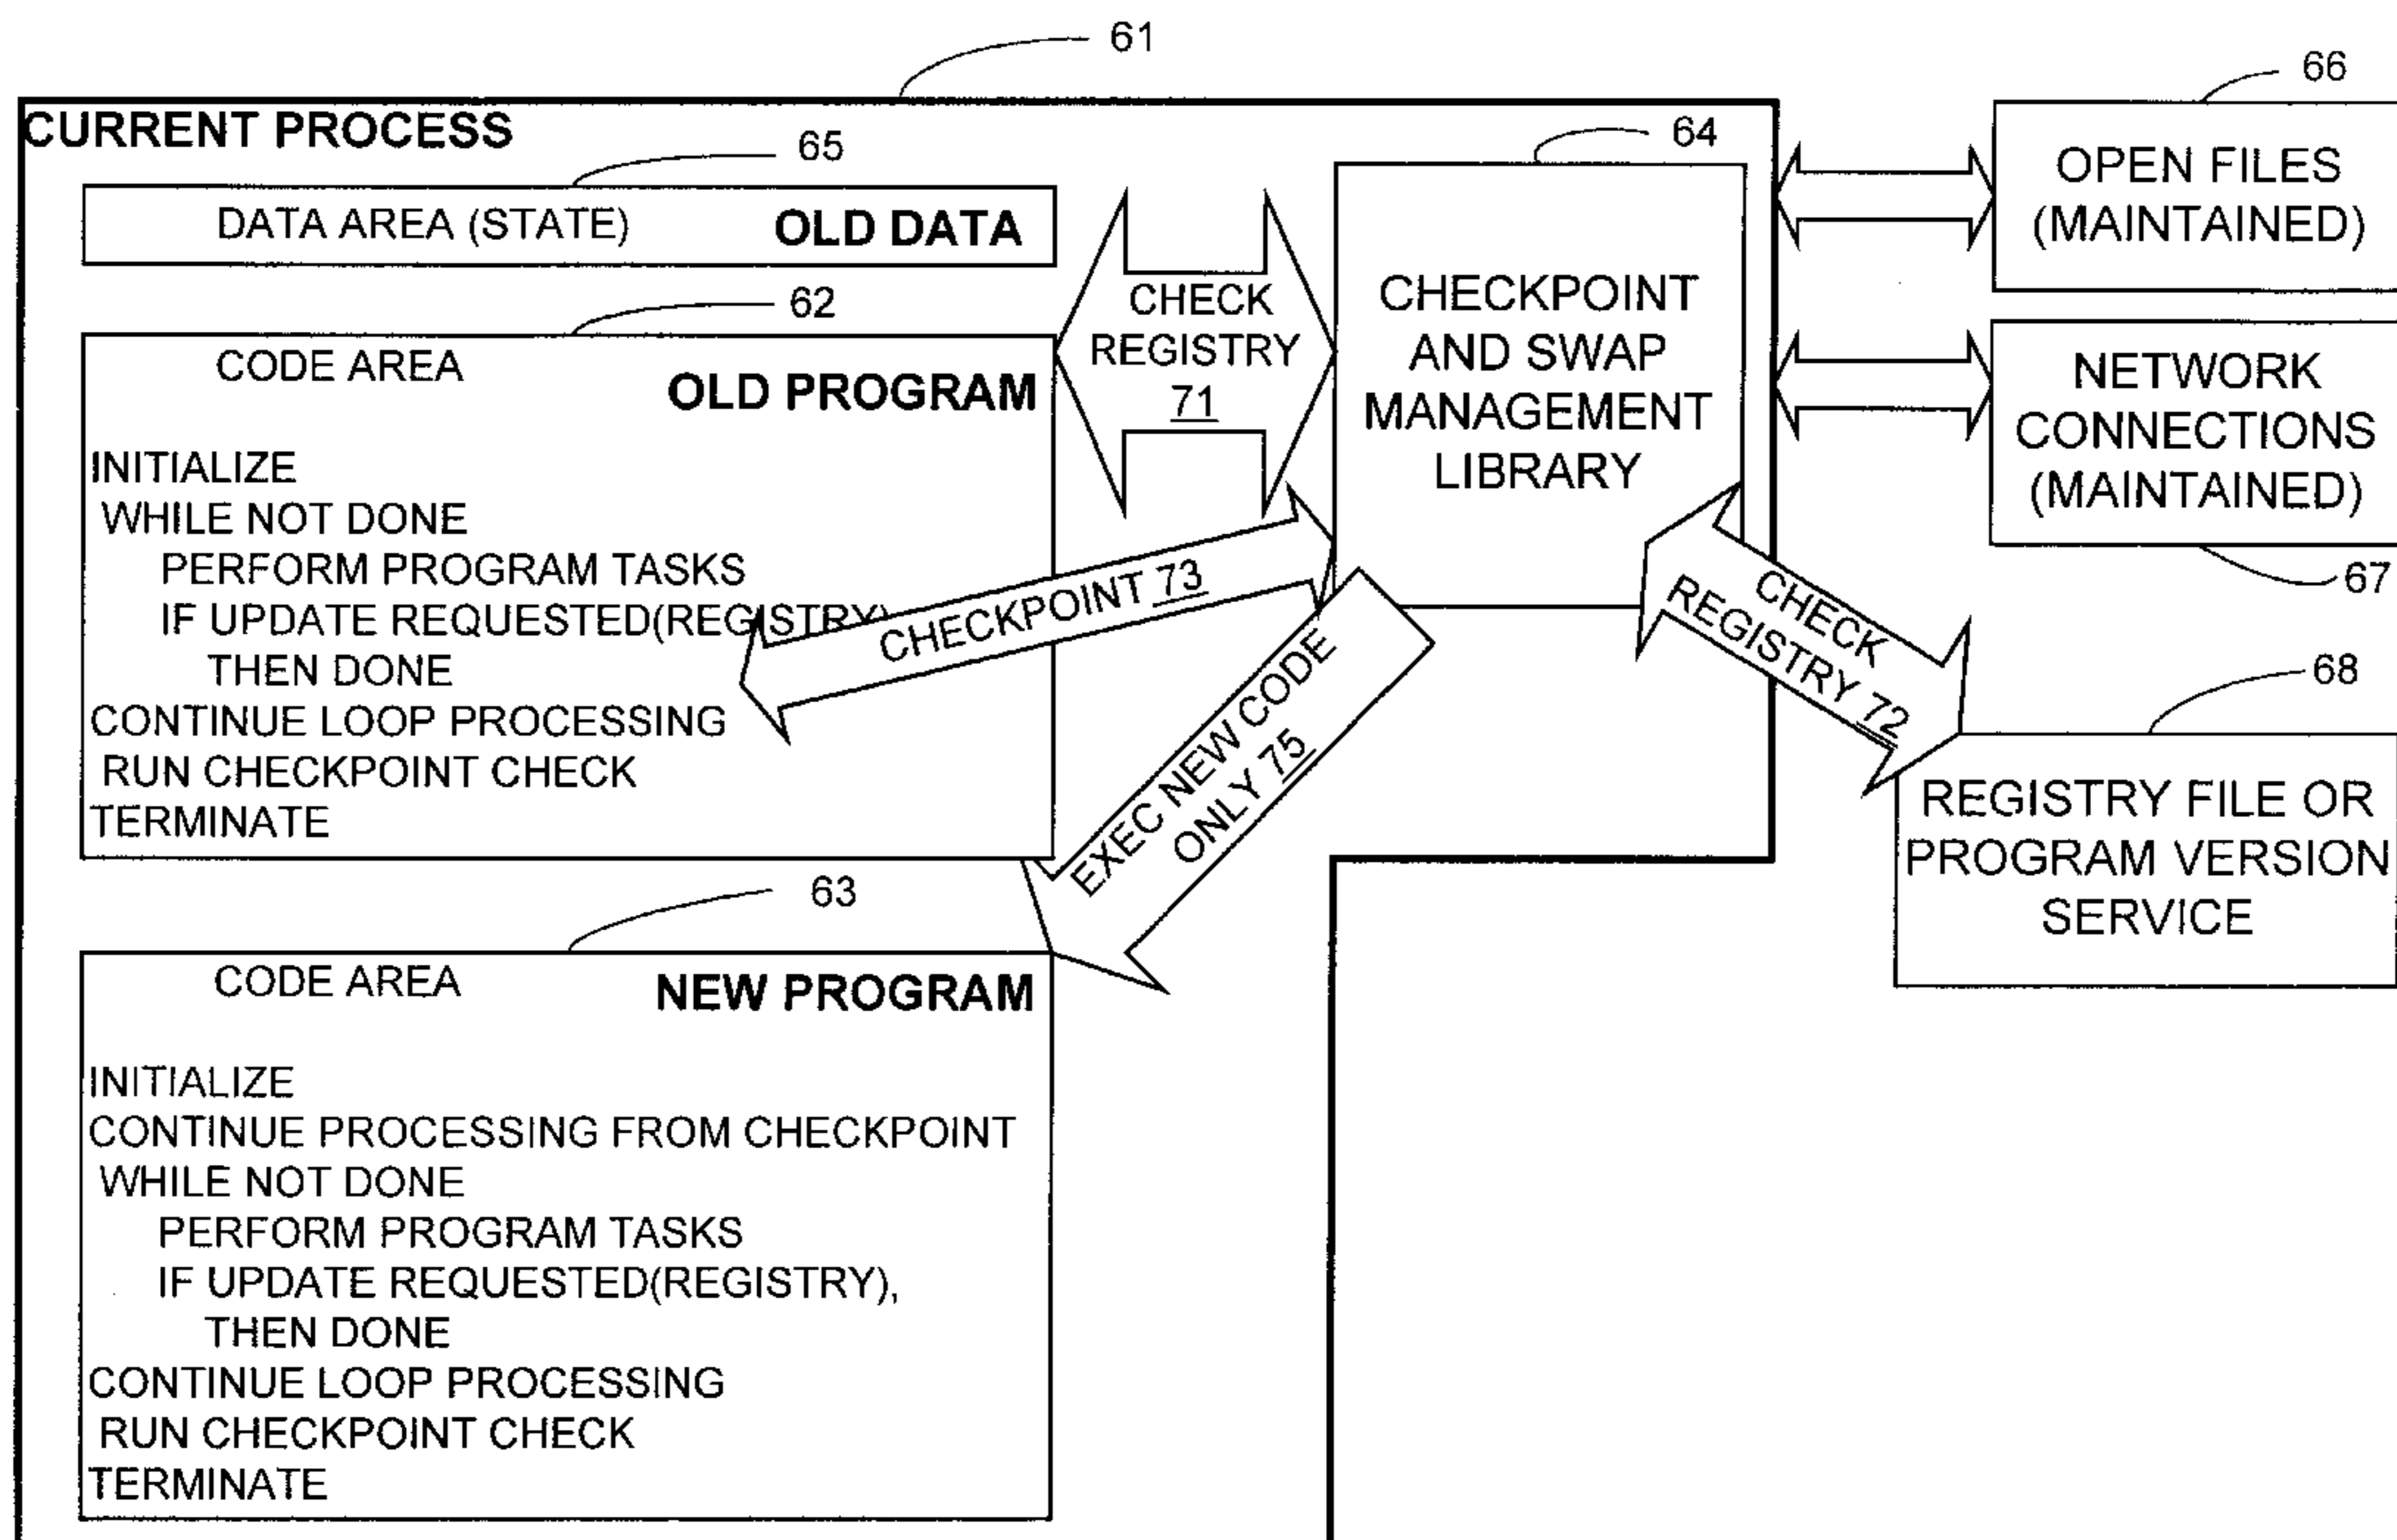 61
66
CURRENT PROCESS
65
64
DATA AREA (STATE) OLD DATA
OPEN FILES
(MAINTAINED)
62
CODE AREA
OLD PROGRAM
INITIALIZE
WHILE NOT DONE
PERFORM PROGRAM TASKS
IF UPDATE REQUESTED(REGISTRY)
THEN DONE
CONTINUE LOOP PROCESSING
RUN CHECKPOINT CHECK
TERMINATE
CHECK
REGISTRY
71
CHECKPOINT
AND SWAP
MANAGEMENT
LIBRARY
NETWORK
CONNECTIONS
(MAINTAINED)
67
CHECKPOINT 73
CHECK
REGISTRY 72
68
EXEC NEW CODE
ONLY 75
REGISTRY FILE OR
PROGRAM VERSION
SERVICE
63
CODE AREA
NEW PROGRAM
INITIALIZE
CONTINUE PROCESSING FROM CHECKPOINT
WHILE NOT DONE
PERFORM PROGRAM TASKS
IF UPDATE REQUESTED(REGISTRY),
THEN DONE
CONTINUE LOOP PROCESSING
RUN CHECKPOINT CHECK
TERMINATE